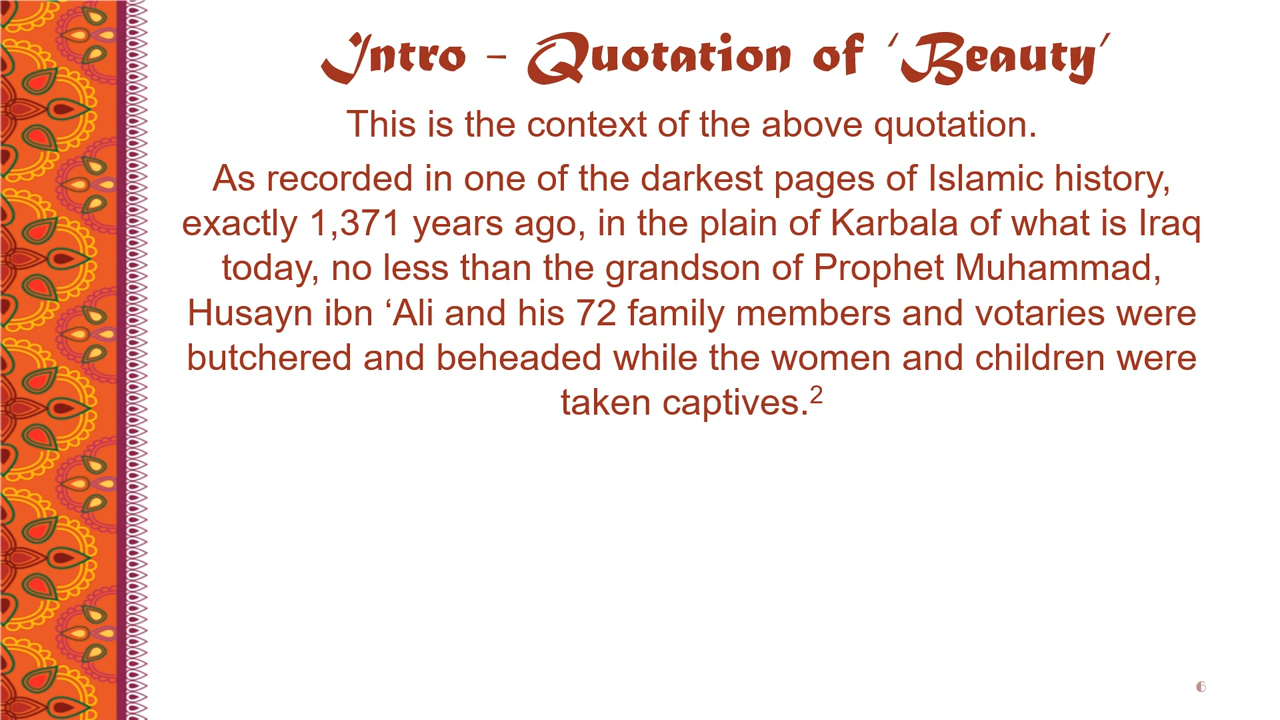 Intro – Quotation of ‘Beauty’
This is the context of the above quotation.
As recorded in one of the darkest pages of Islamic history,
exactly 1,371 years ago, in the plain of Karbala of what is Iraq
today, no less than the grandson of Prophet Muhammad,
Husayn ibn ‘Ali and his 72 family members and votaries were
butchered and beheaded while the women and children were
taken captives.²
6